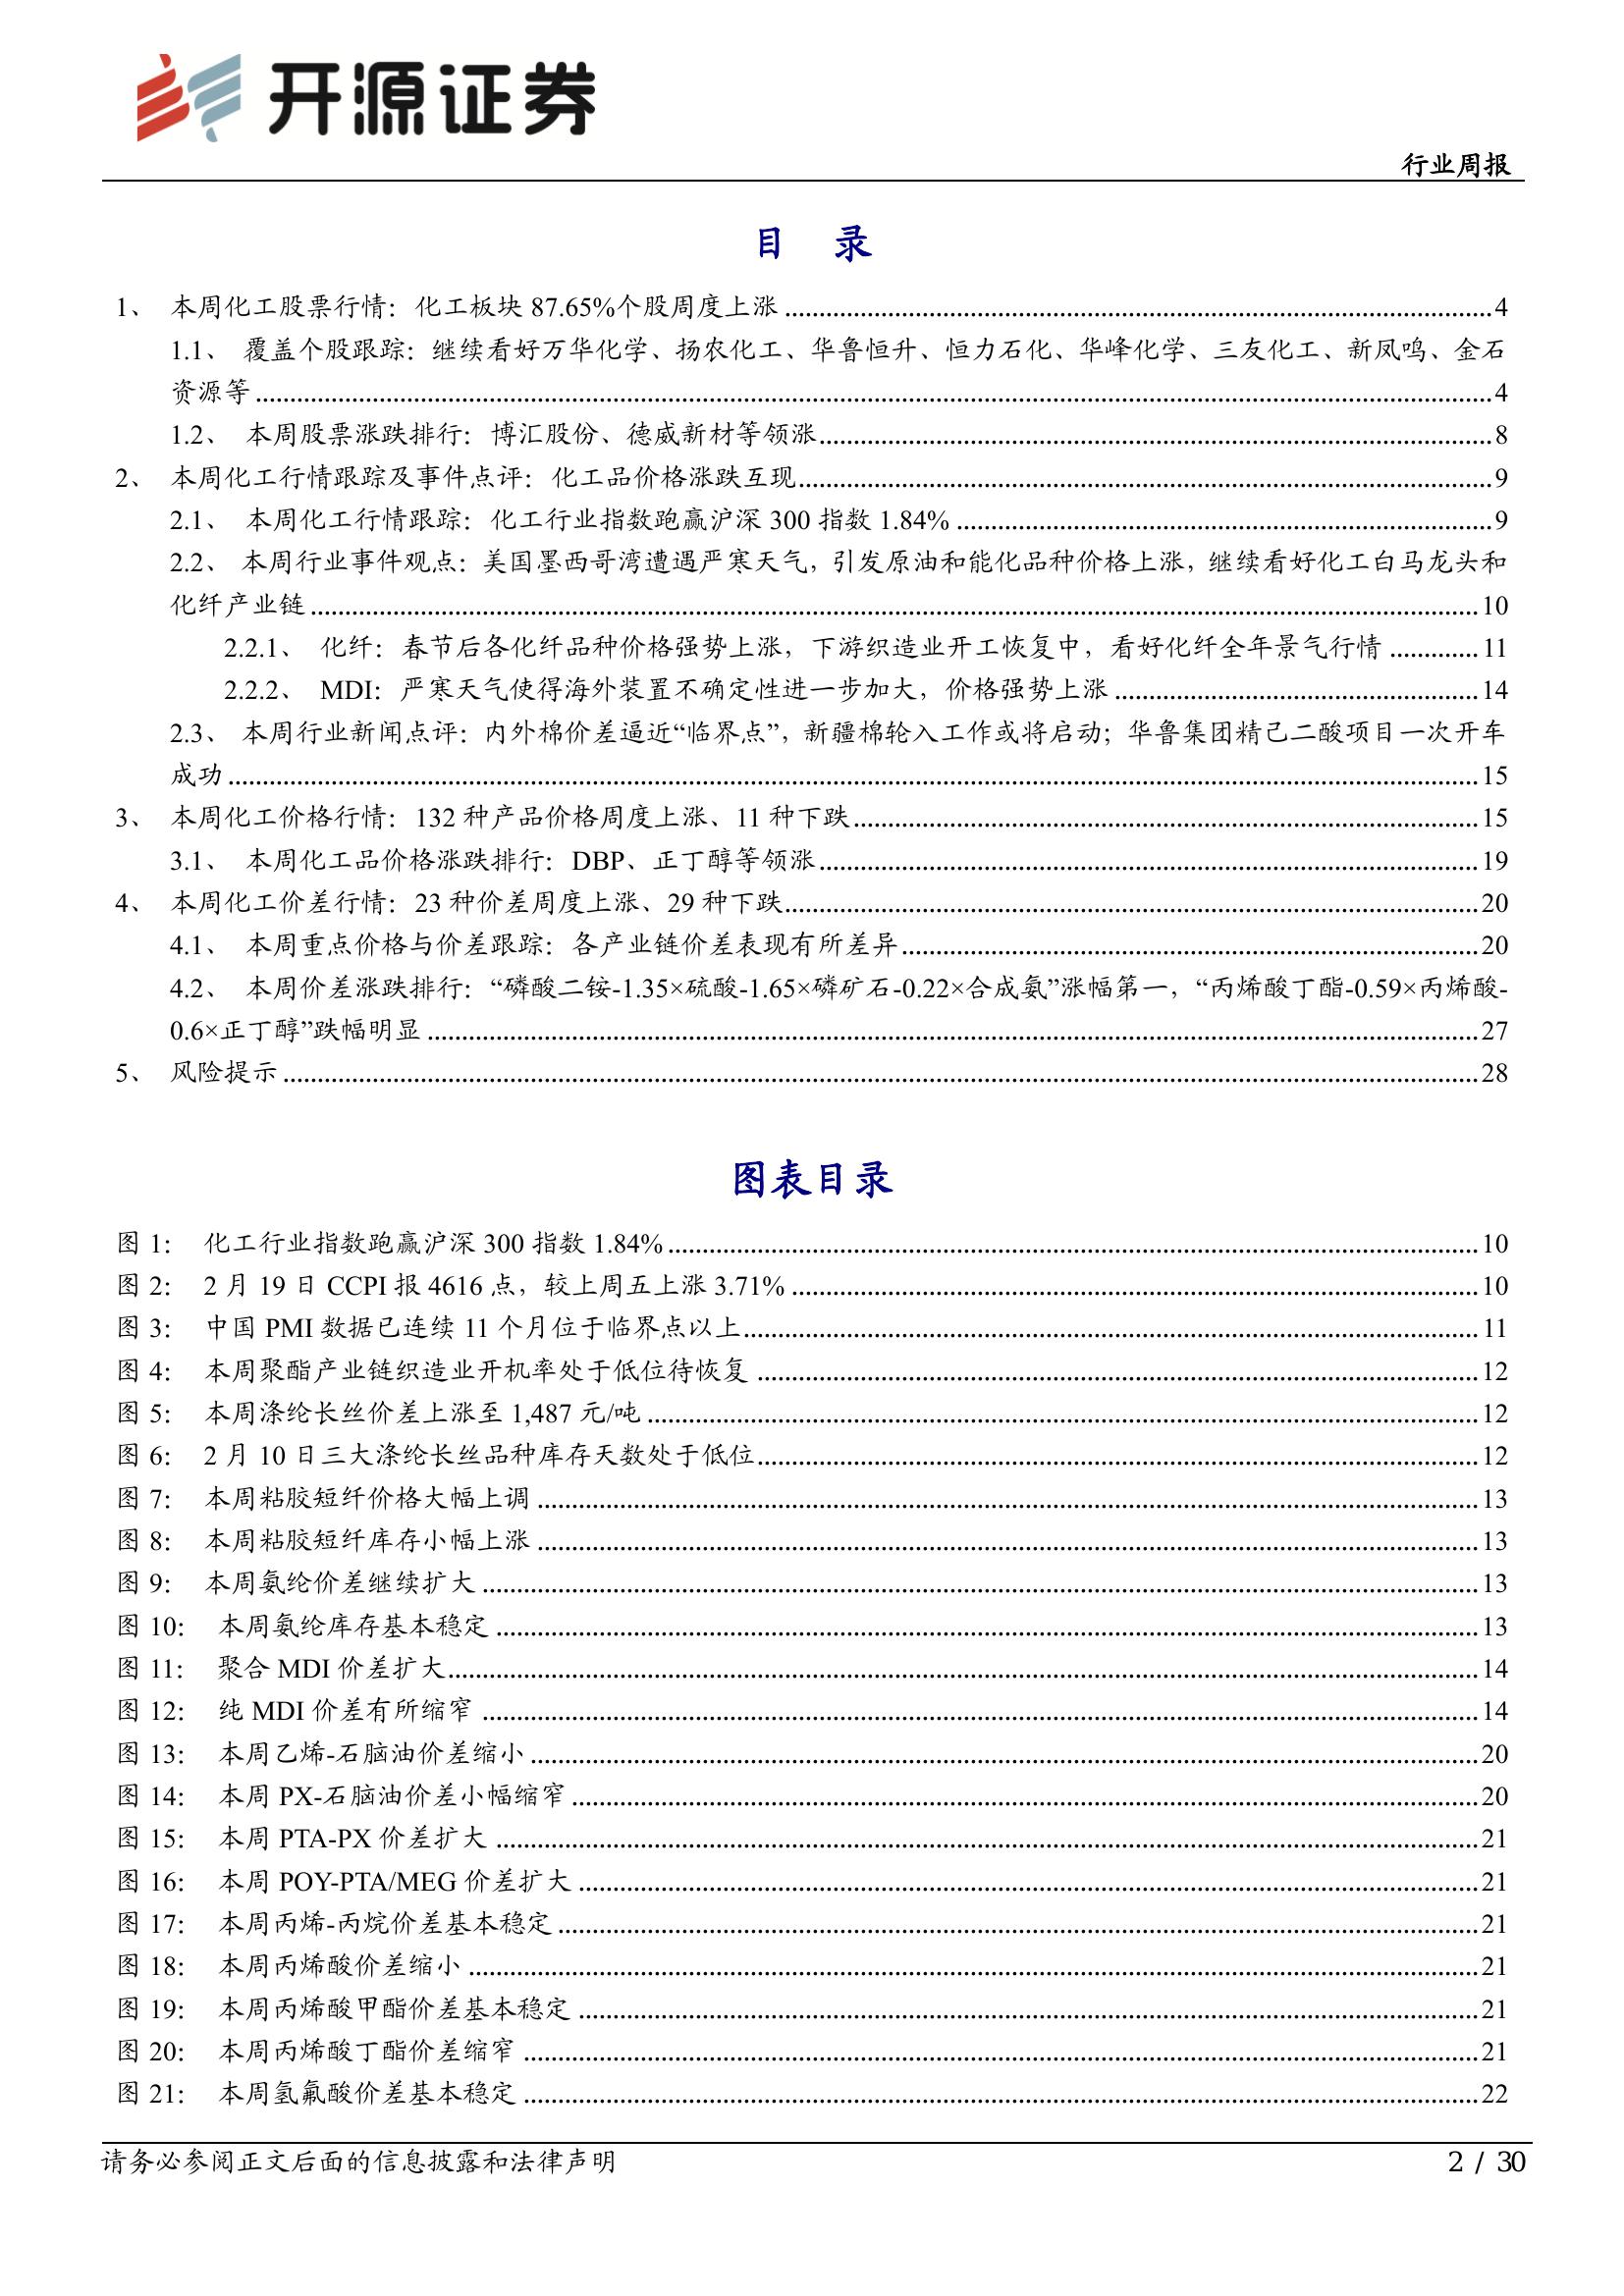 开源证券
行业周报
目 录
1、 本周化工股票行情：化工板块 87.65%个股周度上涨 ........ 4
1.1、 覆盖个股跟踪：继续看好万华化学、扬农化工、华鲁恒升、恒力石化、华峰化学、三友化工、新凤鸣、金石
资源等 ........ 4
1.2、 本周股票涨跌排行：博汇股份、德威新材等领涨 ........ 8
2、 本周化工行情跟踪及事件点评：化工品价格涨跌互现 ........ 9
2.1、 本周化工行情跟踪：化工行业指数跑赢沪深 300 指数 1.84% ........ 9
2.2、 本周行业事件观点：美国墨西哥湾遭遇严寒天气，引发原油和能化品种价格上涨，继续看好化工白马龙头和
化纤产业链 ........ 10
2.2.1、 化纤：春节后各化纤品种价格强势上涨，下游织造业开工恢复中，看好化纤全年景气行情 ........ 11
2.2.2、 MDI：严寒天气使得海外装置不确定性进一步加大，价格强势上涨 ........ 14
2.3、 本周行业新闻点评：内外棉价差逼近“临界点”，新疆棉轮入工作或将启动；华鲁集团精己二酸项目一次开车
成功 ........ 15
3、 本周化工价格行情：132 种产品价格周度上涨、11 种下跌 ........ 15
3.1、 本周化工品价格涨跌排行：DBP、正丁醇等领涨 ........ 19
4、 本周化工价差行情：23 种价差周度上涨、29 种下跌 ........ 20
4.1、 本周重点价格与价差跟踪：各产业链价差表现有所差异 ........ 20
4.2、 本周价差涨跌排行：“磷酸二铵-1.35×硫酸-1.65×磷矿石-0.22×合成氨”涨幅第一，“丙烯酸丁酯-0.59×丙烯酸-
0.6×正丁醇”跌幅明显 ........ 27
5、 风险提示 ........ 28
图表目录
图 1： 化工行业指数跑赢沪深 300 指数 1.84% ........ 10
图 2： 2 月 19 日 CCPI 报 4616 点，较上周五上涨 3.71% ........ 10
图 3： 中国 PMI 数据已连续 11 个月位于临界点以上 ........ 11
图 4： 本周聚酯产业链织造业开机率处于低位待恢复 ........ 12
图 5： 本周涤纶长丝价差上涨至 1,487 元/吨 ........ 12
图 6： 2 月 10 日三大涤纶长丝品种库存天数处于低位 ........ 12
图 7： 本周粘胶短纤价格大幅上调 ........ 13
图 8： 本周粘胶短纤库存小幅上涨 ........ 13
图 9： 本周氨纶价差继续扩大 ........ 13
图 10： 本周氨纶库存基本稳定 ........ 13
图 11： 聚合 MDI 价差扩大 ........ 14
图 12： 纯 MDI 价差有所缩窄 ........ 14
图 13： 本周乙烯-石脑油价差缩小 ........ 20
图 14： 本周 PX-石脑油价差小幅缩窄 ........ 20
图 15： 本周 PTA-PX 价差扩大 ........ 21
图 16： 本周 POY-PTA/MEG 价差扩大 ........ 21
图 17： 本周丙烯-丙烷价差基本稳定 ........ 21
图 18： 本周丙烯酸价差缩小 ........ 21
图 19： 本周丙烯酸甲酯价差基本稳定 ........ 21
图 20： 本周丙烯酸丁酯价差缩窄 ........ 21
图 21： 本周氢氟酸价差基本稳定 ........ 22
请务必参阅正文后面的信息披露和法律声明
2 / 30